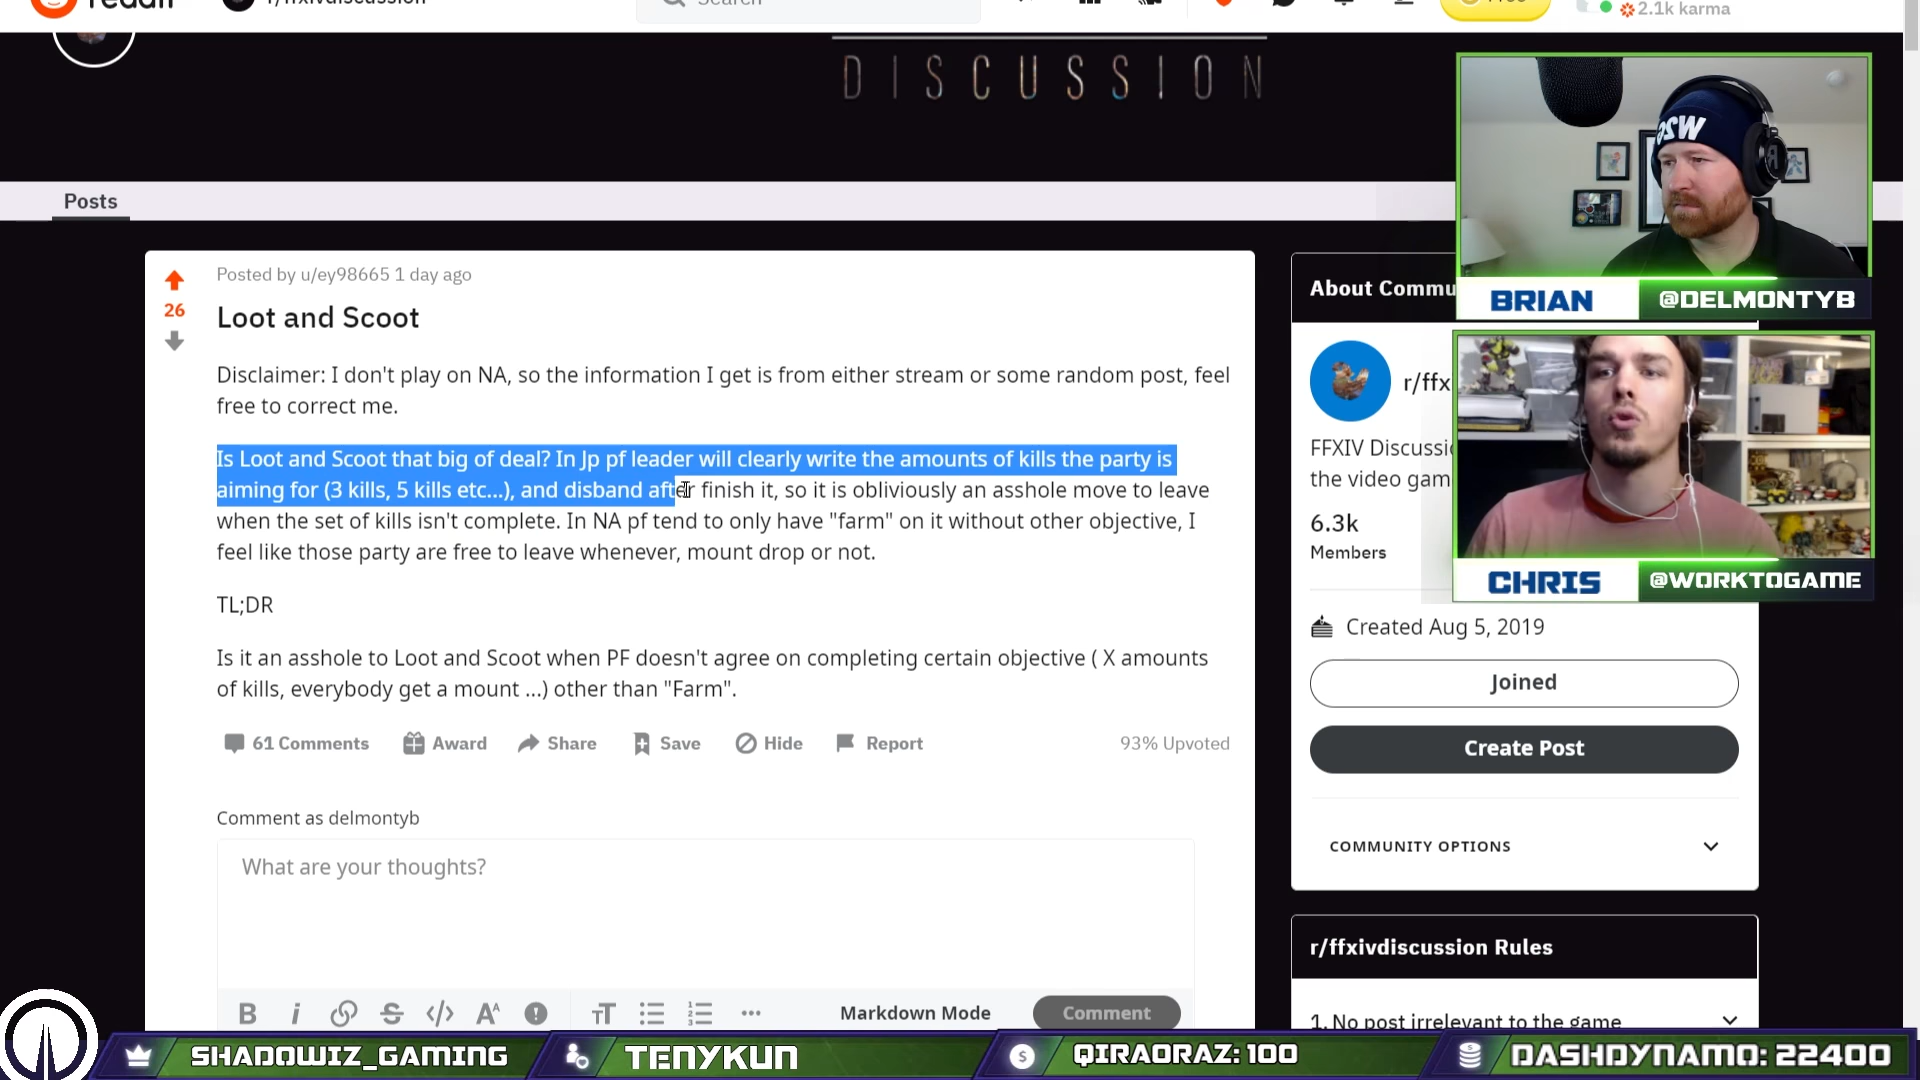 reddit
r/ffxivdiscussion
Search
Free
2.1k karma
DISCUSSION
Posts
Posted by u/ey98665 1 day ago
26
Loot and Scoot
Disclaimer: I don't play on NA, so the information I get is from either stream or some random post, feel
free to correct me.
Is Loot and Scoot that big of deal? In Jp pf leader will clearly write the amounts of kills the party is
aiming for (3 kills, 5 kills etc...), and disband after finish it, so it is obliviously an asshole move to leave
when the set of kills isn't complete. In NA pf tend to only have "farm" on it without other objective, I
feel like those party are free to leave whenever, mount drop or not.
TL;DR
Is it an asshole to Loot and Scoot when PF doesn't agree on completing certain objective ( X amounts
of kills, everybody get a mount ...) other than "Farm".
61 Comments
Award
Share
Save
Hide
Report
93% Upvoted
Comment as delmontyb
What are your thoughts?
Markdown Mode
Comment
About Commu
r/ffx
FFXIV Discussi
the video gam
6.3k
Members
Created Aug 5, 2019
Joined
Create Post
COMMUNITY OPTIONS
r/ffxivdiscussion Rules
1. No post irrelevant to the game
BRIAN
@DELMONTYB
CHRIS
@WORKTOGAME
SHADOWIZ_GAMING
TENYKUN
QIRAORAZ: 100
DASHDYNAMO: 22400